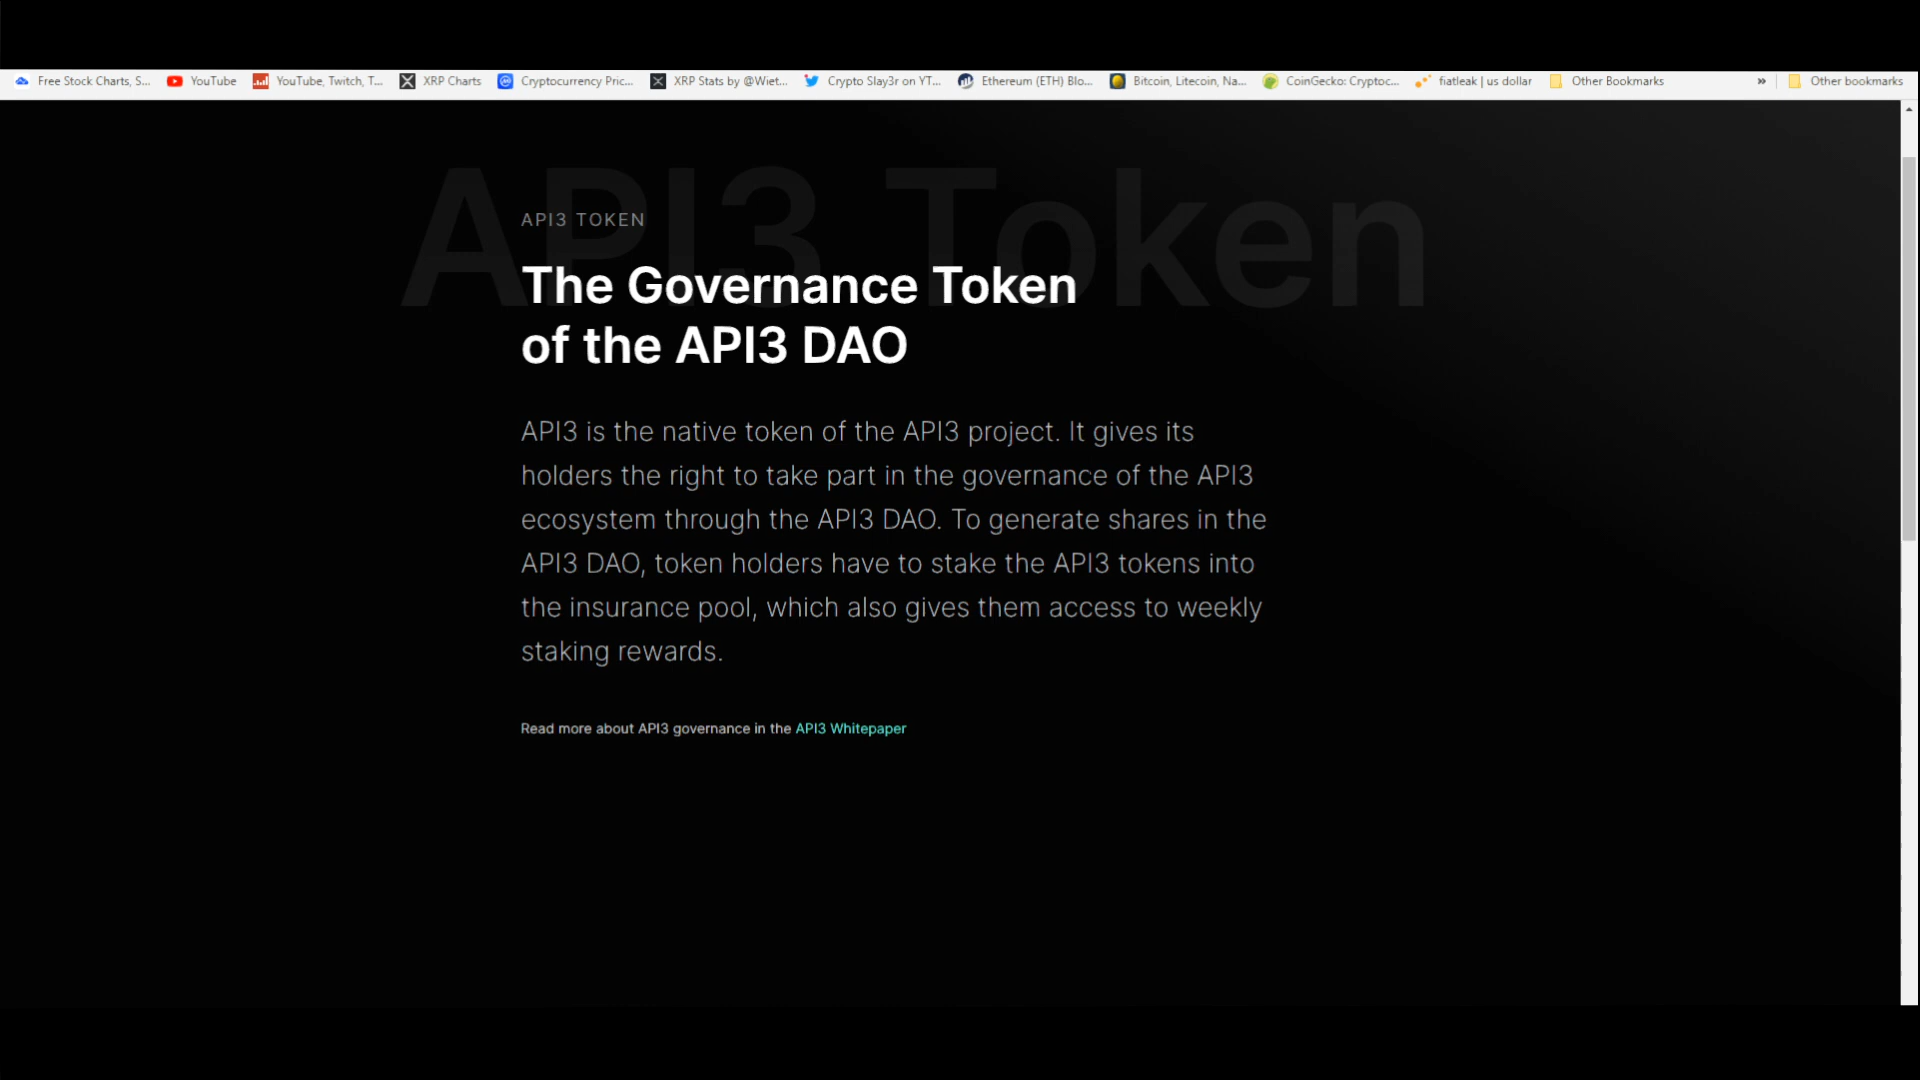 Free Stock Charts, S... YouTube YouTube, Twitch, T... XRP Charts Cryptocurrency Pric... XRP Stats by @Wiet... Crypto Slay3r on YT... Ethereum (ETH) Blo... Bitcoin, Litecoin, Na... CoinGecko: Cryptoc... fiatleak | us dollar Other Bookmarks » Other bookmarks
API3 Token
API3 TOKEN
The Governance Token
of the API3 DAO
API3 is the native token of the API3 project. It gives its
holders the right to take part in the governance of the API3
ecosystem through the API3 DAO. To generate shares in the
API3 DAO, token holders have to stake the API3 tokens into
the insurance pool, which also gives them access to weekly
staking rewards.
Read more about API3 governance in the API3 Whitepaper